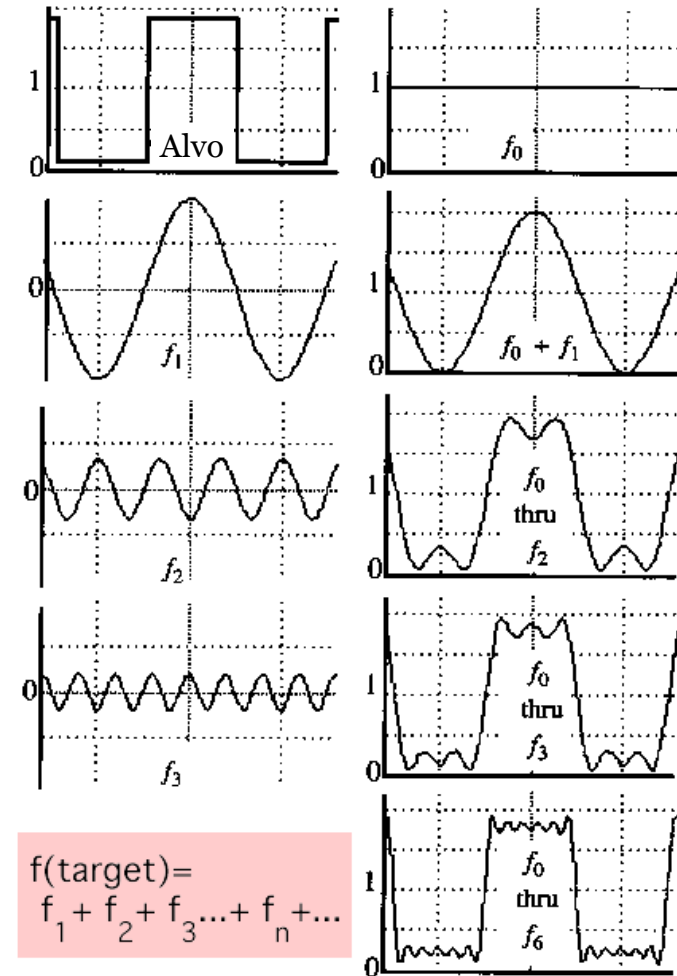 1
Alvo
0
1
f0
0
0
f1
1
f0 + f1
0
0
f2
1
f0
thru
f2
0
0
f3
1
f0
thru
f3
0
f(target)=
f1 + f2 + f3...+ fn+...
1
f0
thru
f6
0